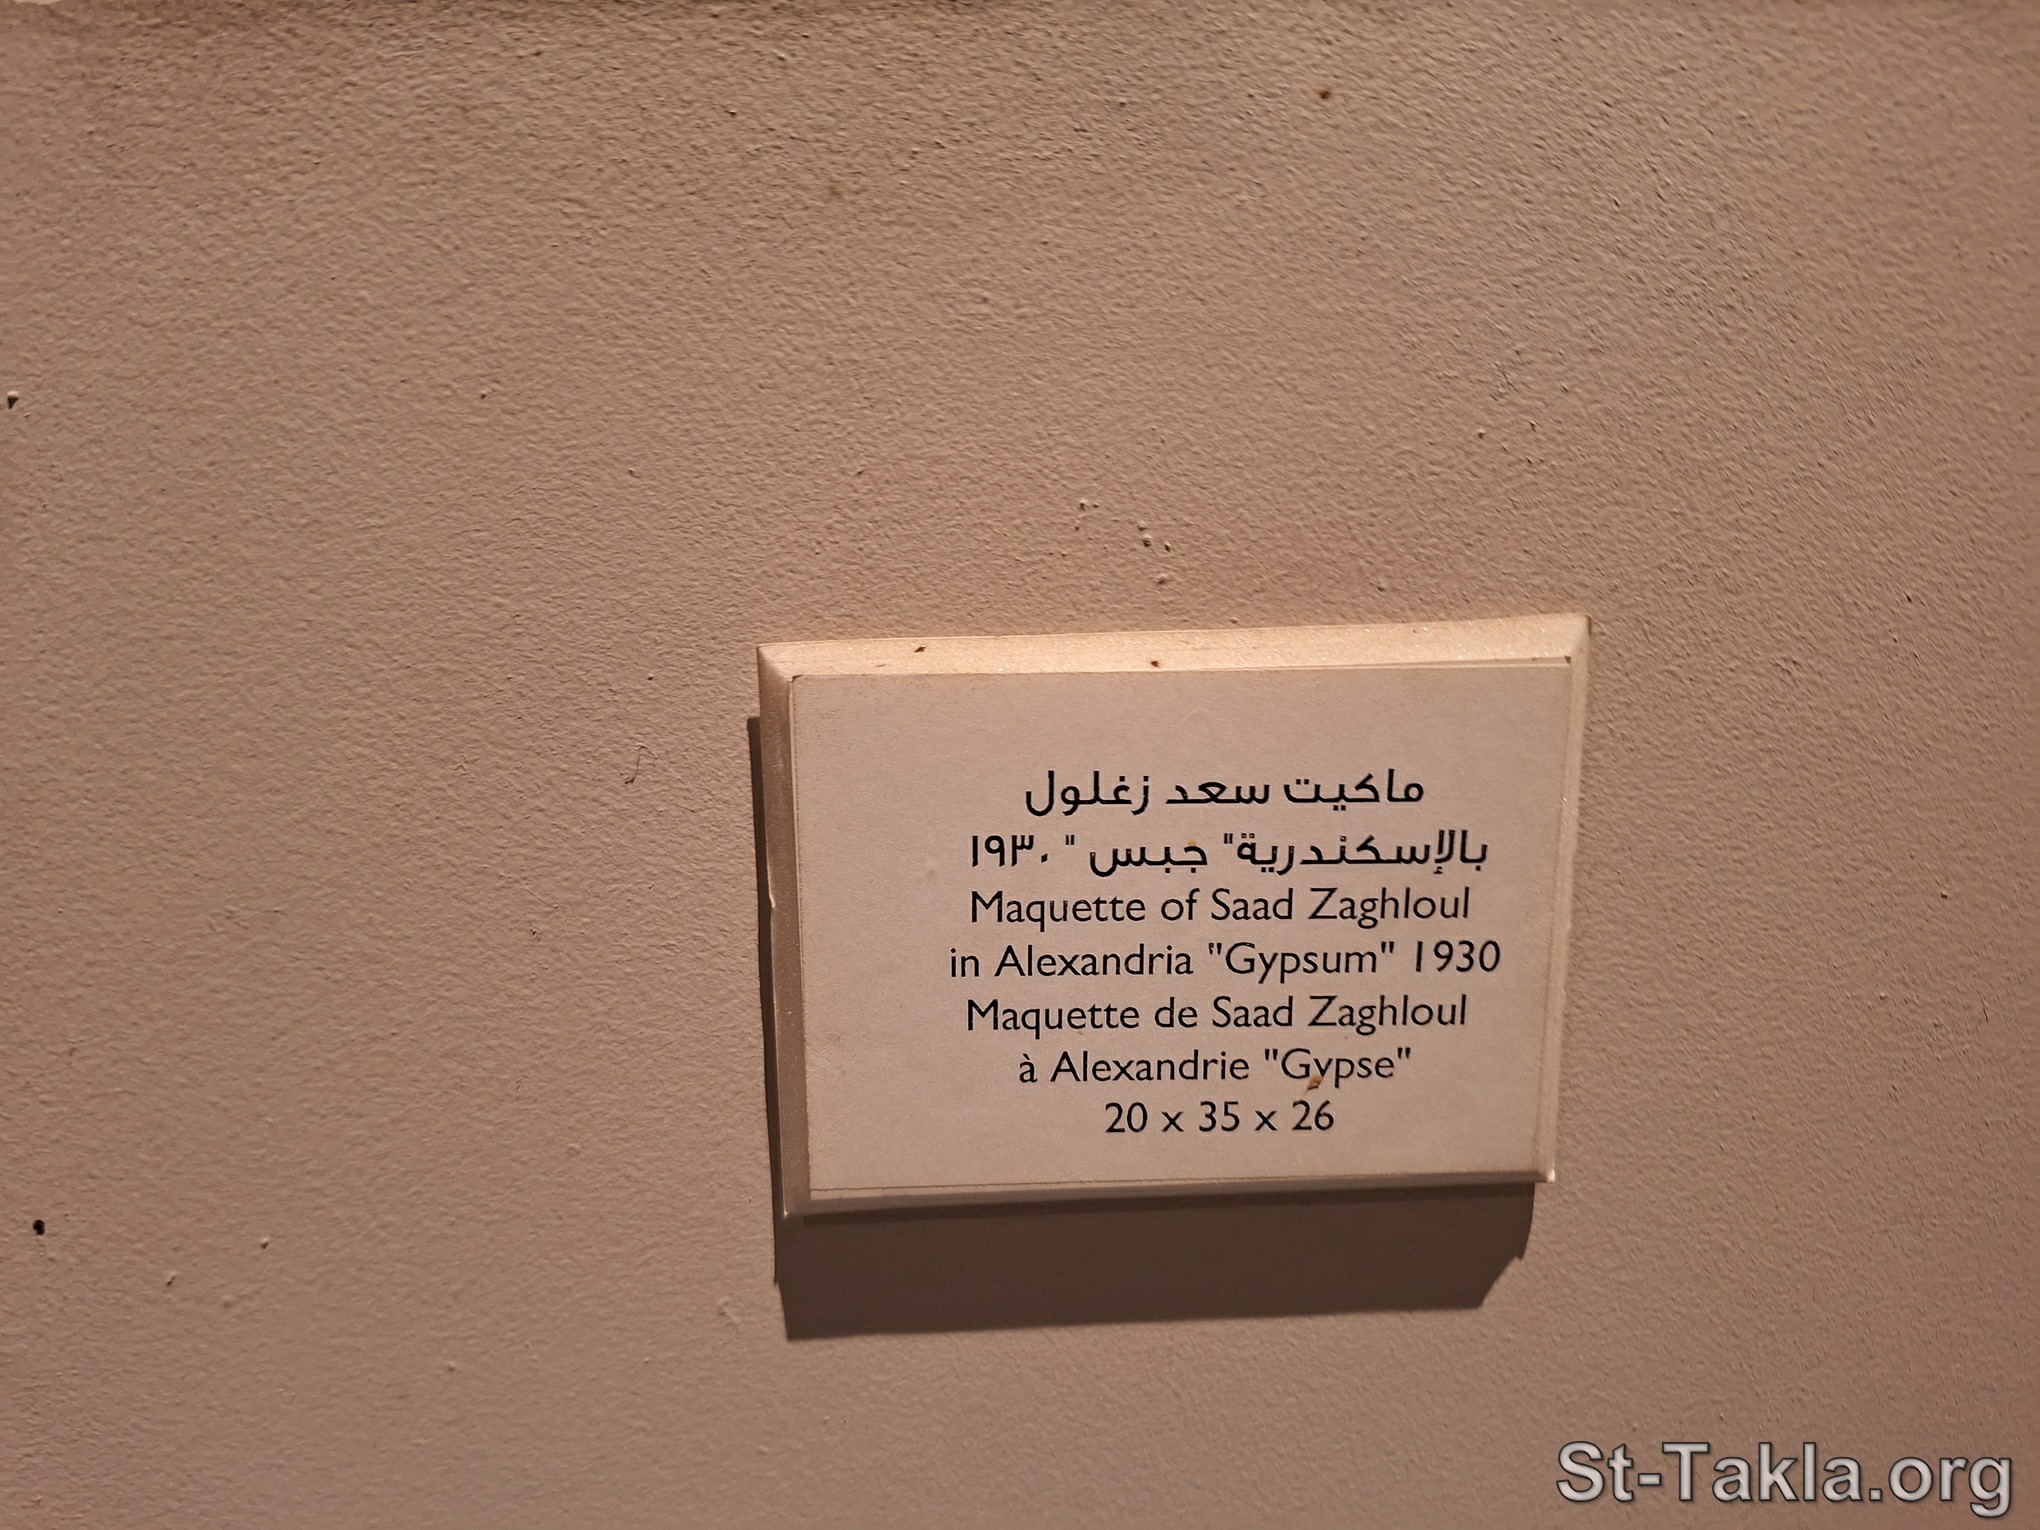 ماكيت سعد زغلول
بالإسكندرية" جبس " ١٩٣٠
Maquette of Saad Zaghloul
in Alexandria "Gypsum" 1930
Maquette de Saad Zaghloul
à Alexandrie "Gypse"
20 x 35 x 26
St-Takla.org